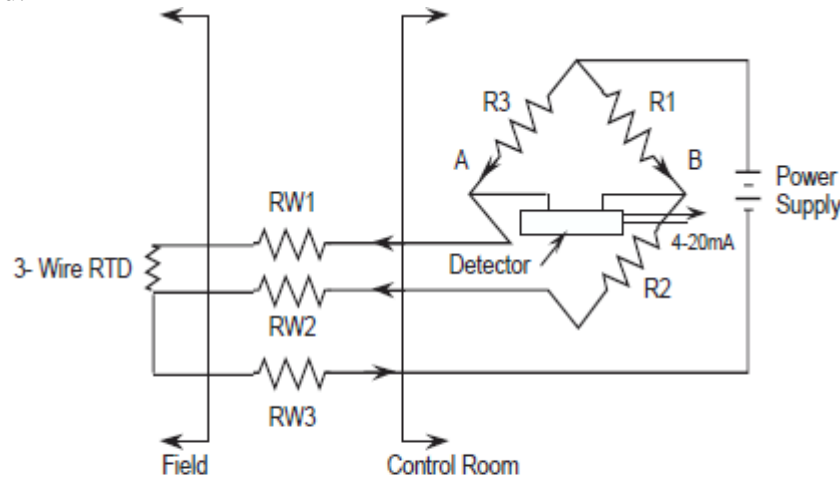 R3
R1
A
B
Power
Supply
RW1
4-20mA
Detector
3- Wire RTD
R2
RW2
RW3
Field
Control Room